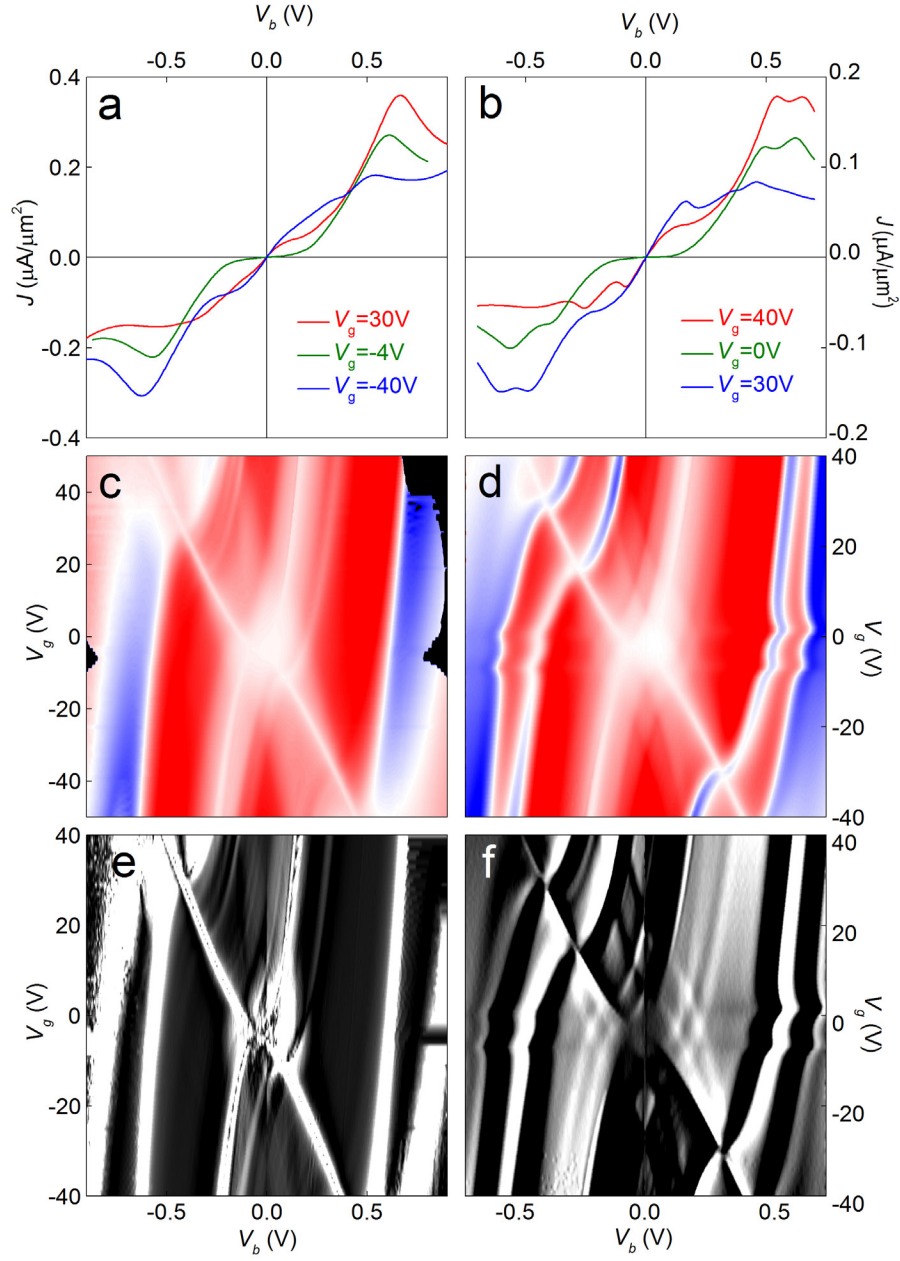 V_b (V) V_b (V)
-0.5 0.0 0.5 -0.5 0.0 0.5
0.4 a b 0.2
0.2 0.1
0.0 0.0
-0.2 -0.1
-0.4 -0.2
J (µA/µm²) J (µA/µm²)
V_g=30V V_g=40V
V_g=-4V V_g=0V
V_g=-40V V_g=30V
c d
40 40
20 20
0 0
-20 -20
-40 -40
V_g (V) V_g (V)
e f
40 40
20 20
0 0
-20 -20
-40 -40
V_g (V) V_g (V)
-0.5 0.0 0.5 -0.5 0.0 0.5
V_b (V) V_b (V)